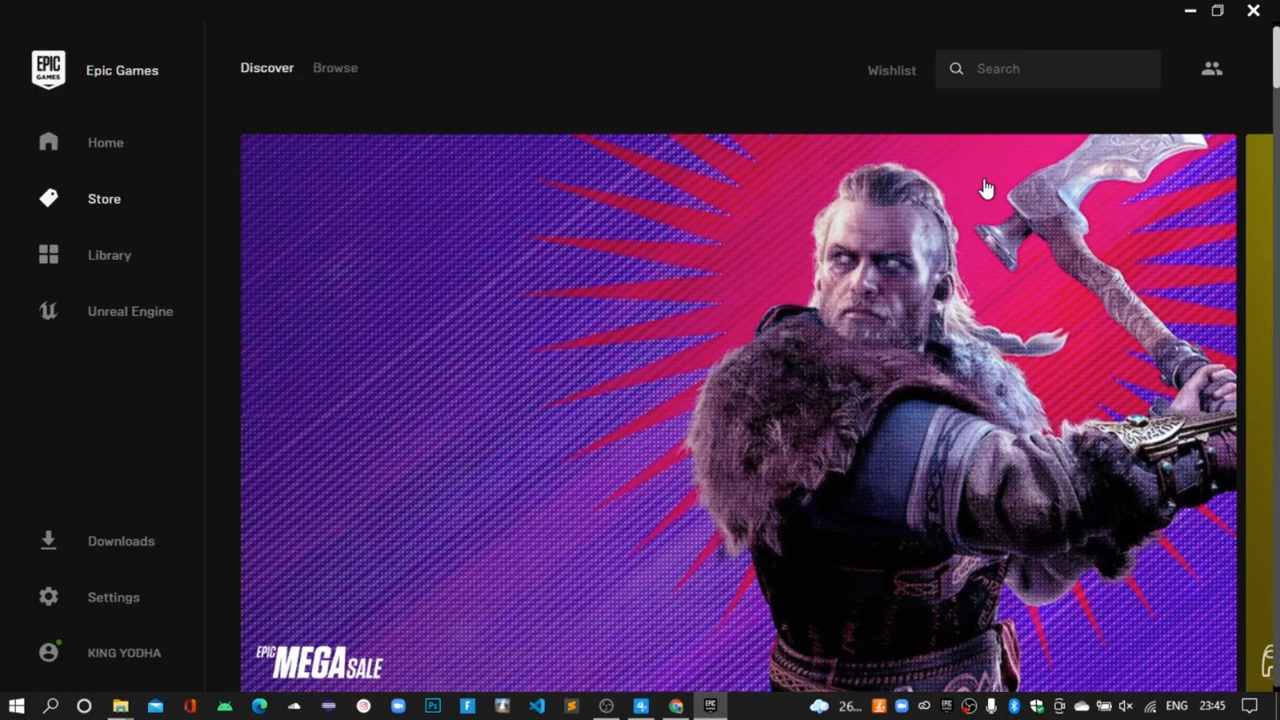 EPIC GAMES
Epic Games
Discover
Browse
Wishlist
Search
Home
Store
Library
Unreal Engine
Downloads
Settings
KING YODHA
EPIC MEGA SALE
26...
ENG
23:45